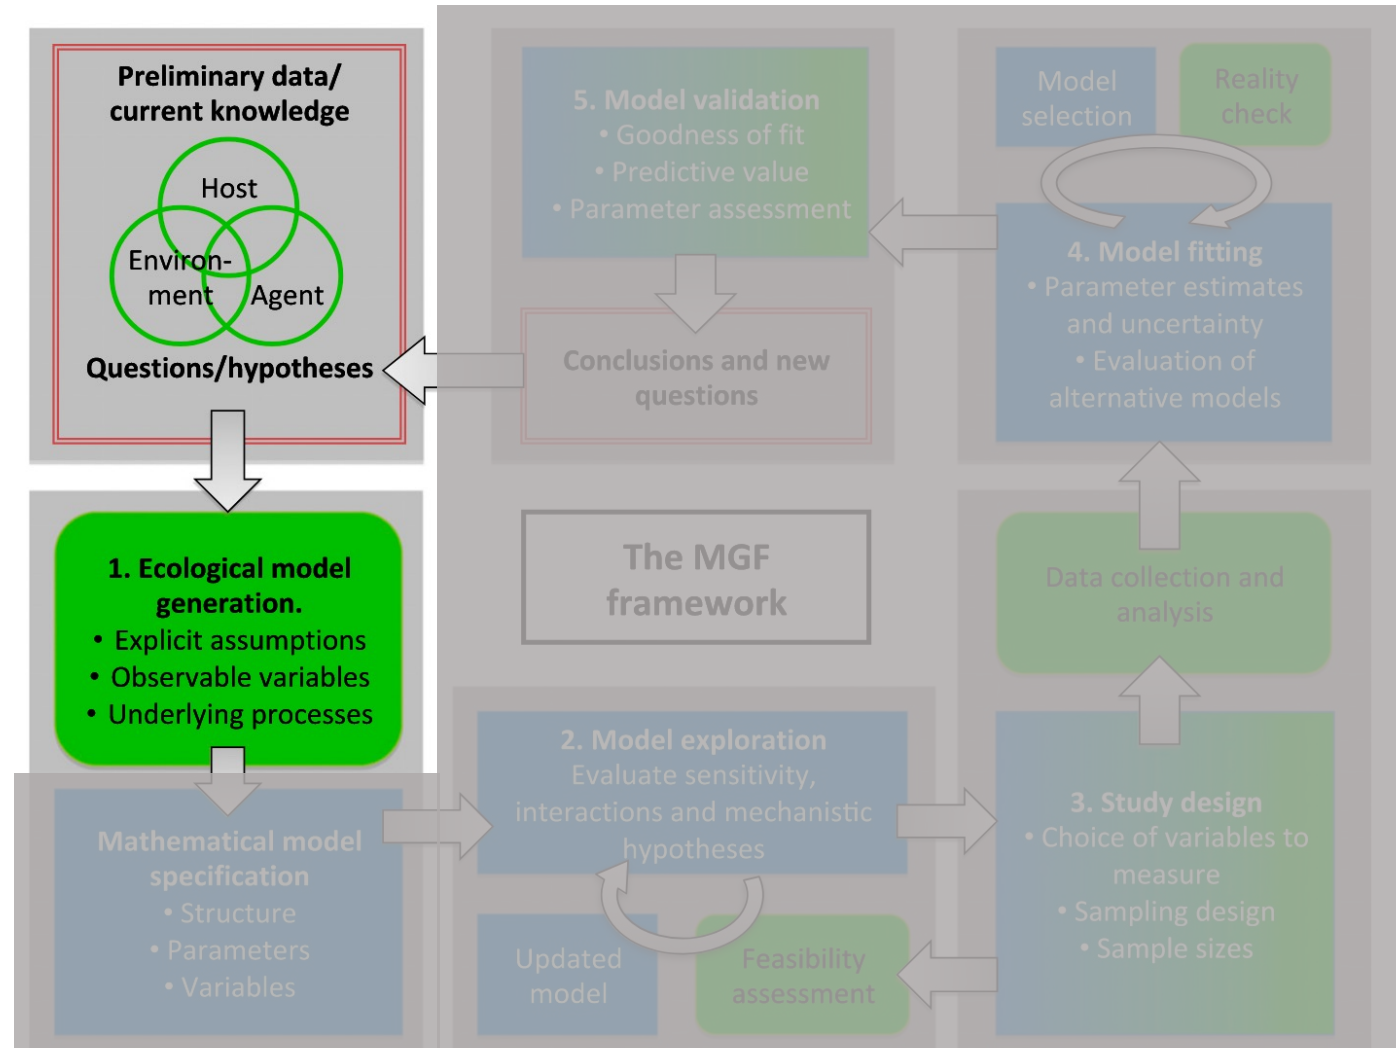 Preliminary data/
current knowledge
Host
Environ-
ment
Agent
Questions/hypotheses
1. Ecological model
generation.
• Explicit assumptions
• Observable variables
• Underlying processes
Mathematical model
specification
• Structure
• Parameters
• Variables
2. Model exploration
Evaluate sensitivity,
interactions and mechanistic
hypotheses
Updated
model
Feasibility
assessment
3. Study design
• Choice of variables to
measure
• Sampling design
• Sample sizes
Data collection and
analysis
4. Model fitting
• Parameter estimates
and uncertainty
• Evaluation of
alternative models
Model
selection
Reality
check
5. Model validation
• Goodness of fit
• Predictive value
• Parameter assessment
Conclusions and new
questions
The MGF
framework